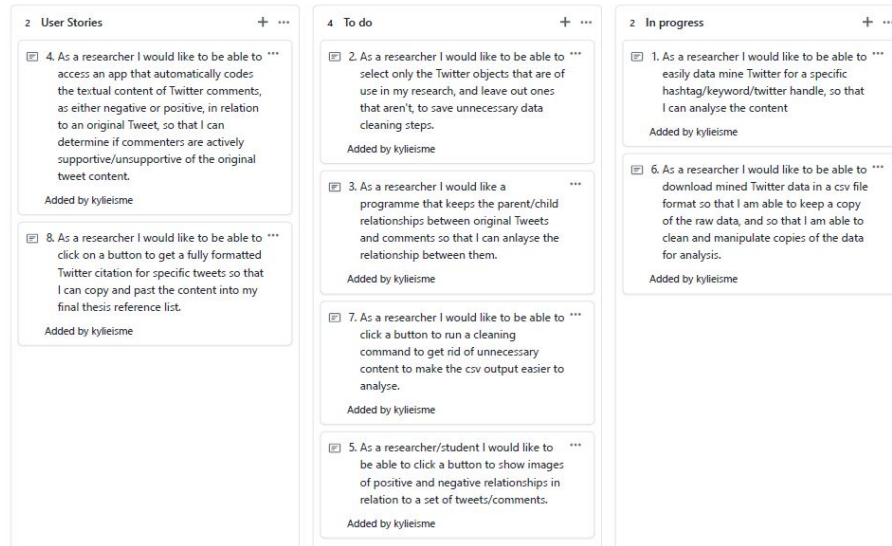 2 User Stories + ...
4. As a researcher I would like to be able to ...
access an app that automatically codes
the textual content of Twitter comments,
as either negative or positive, in relation
to an original Tweet, so that I can
determine if commenters are actively
supportive/unsupportive of the original
tweet content.
Added by kylieisme
8. As a researcher I would like to be able to ...
click on a button to get a fully formatted
Twitter citation for specific tweets so that
I can copy and past the content into my
final thesis reference list.
Added by kylieisme
4 To do + ...
2. As a researcher I would like to be able to ...
select only the Twitter objects that are of
use in my research, and leave out ones
that aren't, to save unnecessary data
cleaning steps.
Added by kylieisme
3. As a researcher I would like a ...
programme that keeps the parent/child
relationships between original Tweets
and comments so that I can anlayse the
relationship between them.
Added by kylieisme
7. As a researcher I would like to be able to ...
click a button to run a cleaning
command to get rid of unnecessary
content to make the csv output easier to
analyse.
Added by kylieisme
5. As a researcher/student I would like to ...
be able to click a button to show images
of positive and negative relationships in
relation to a set of tweets/comments.
Added by kylieisme
2 In progress + ...
1. As a researcher I would like to be able to ...
easily data mine Twitter for a specific
hashtag/keyword/twitter handle, so that
I can analyse the content
Added by kylieisme
6. As a researcher I would like to be able to ...
download mined Twitter data in a csv file
format so that I am able to keep a copy
of the raw data, and so that I am able to
clean and manipulate copies of the data
for analysis.
Added by kylieisme